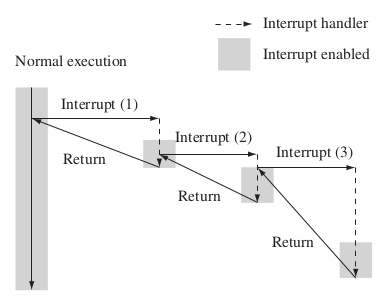 Interrupt handler
Interrupt enabled
Normal execution
Interrupt (1)
Interrupt (2)
Interrupt (3)
Return
Return
Return